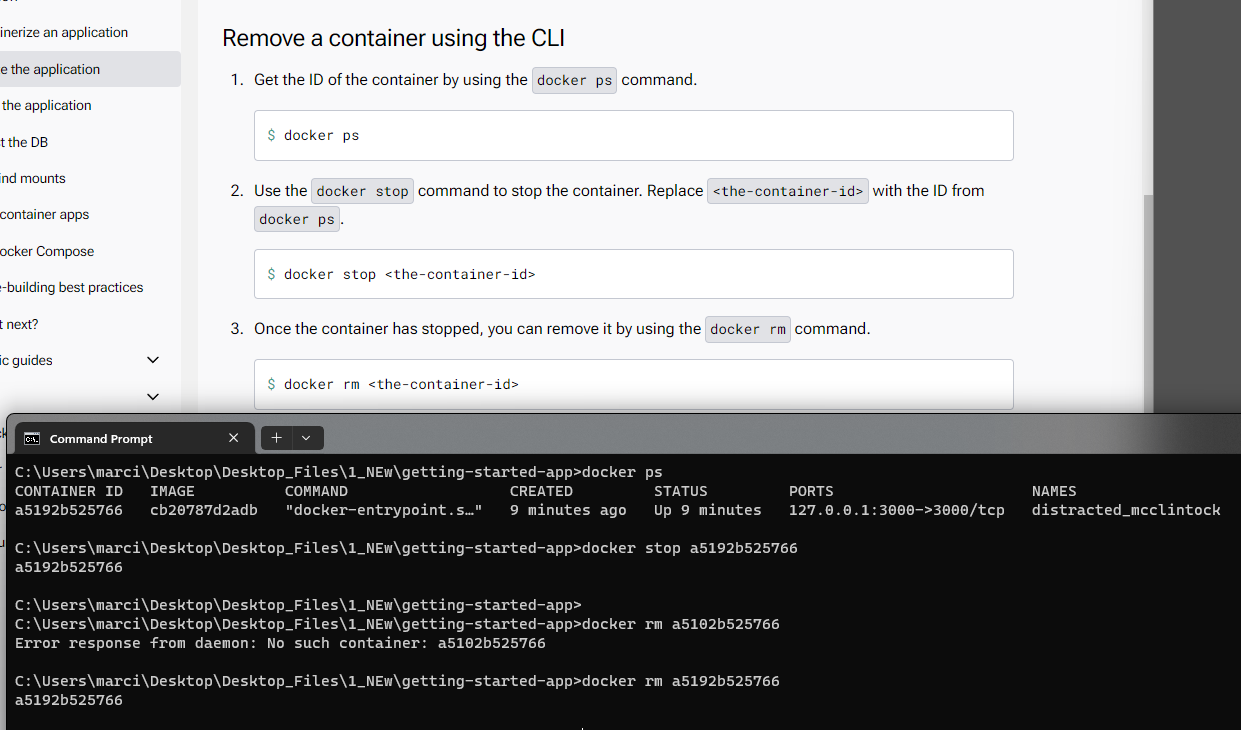 inerize an application
e the application
the application
t the DB
ind mounts
container apps
ocker Compose
-building best practices
t next?
ic guides
Remove a container using the CLI
1. Get the ID of the container by using the docker ps command.
$ docker ps
2. Use the docker stop command to stop the container. Replace <the-container-id> with the ID from
docker ps.
$ docker stop <the-container-id>
3. Once the container has stopped, you can remove it by using the docker rm command.
$ docker rm <the-container-id>
Command Prompt
C:\Users\marci\Desktop\Desktop_Files\1_NEw\getting-started-app>docker ps
CONTAINER ID IMAGE COMMAND CREATED STATUS PORTS NAMES
a5192b525766 cb20787d2adb "docker-entrypoint.s…" 9 minutes ago Up 9 minutes 127.0.0.1:3000->3000/tcp distracted_mcclintock
C:\Users\marci\Desktop\Desktop_Files\1_NEw\getting-started-app>docker stop a5192b525766
a5192b525766
C:\Users\marci\Desktop\Desktop_Files\1_NEw\getting-started-app>
C:\Users\marci\Desktop\Desktop_Files\1_NEw\getting-started-app>docker rm a5102b525766
Error response from daemon: No such container: a5102b525766
C:\Users\marci\Desktop\Desktop_Files\1_NEw\getting-started-app>docker rm a5192b525766
a5192b525766